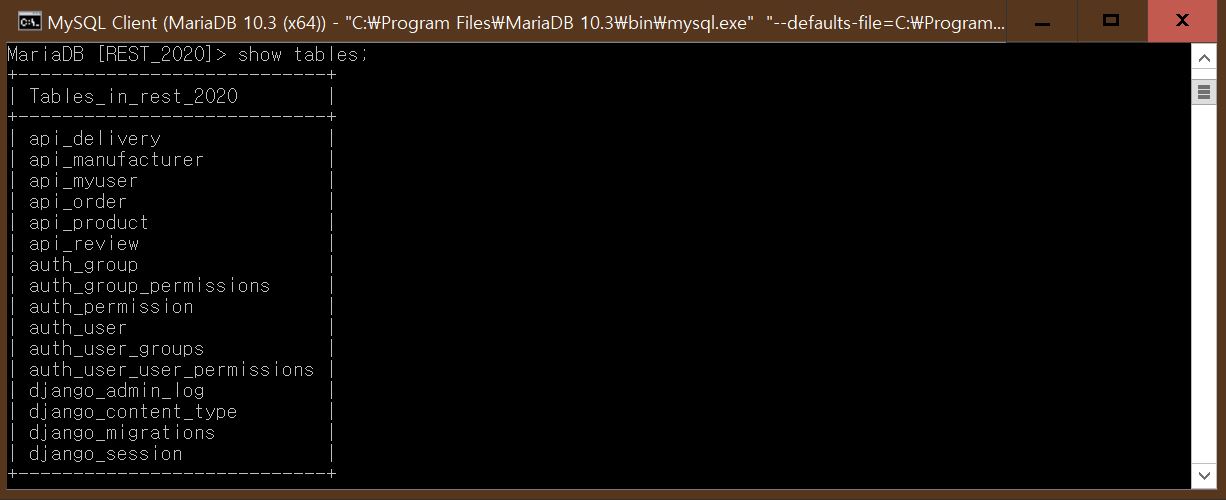 MySQL Client (MariaDB 10.3 (x64)) - "C:₩Program Files₩MariaDB 10.3₩bin₩mysql.exe" "--defaults-file=C:₩Program...
MariaDB [REST_2020]> show tables;
+-----------------------------+
| Tables_in_rest_2020         |
+-----------------------------+
| api_delivery                |
| api_manufacturer            |
| api_myuser                  |
| api_order                   |
| api_product                 |
| api_review                  |
| auth_group                  |
| auth_group_permissions      |
| auth_permission             |
| auth_user                   |
| auth_user_groups            |
| auth_user_user_permissions |
| django_admin_log            |
| django_content_type         |
| django_migrations           |
| django_session              |
+-----------------------------+